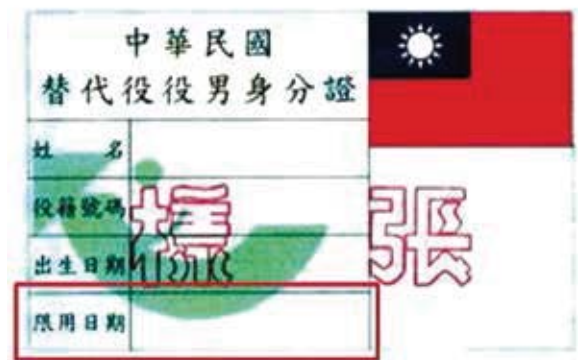 中華民國
替代役役男身分證
姓 名
役籍號碼
樣 張
出生日期
限用日期